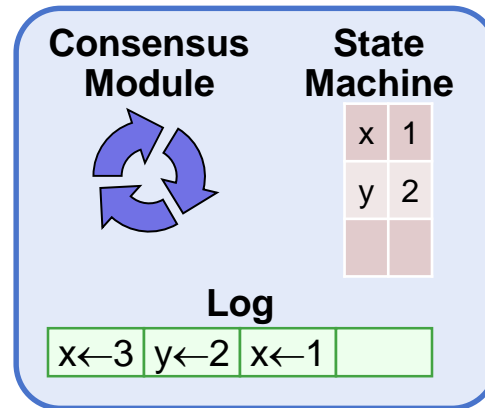 Consensus Module
State Machine
x 1
y 2
Log
x←3 y←2 x←1